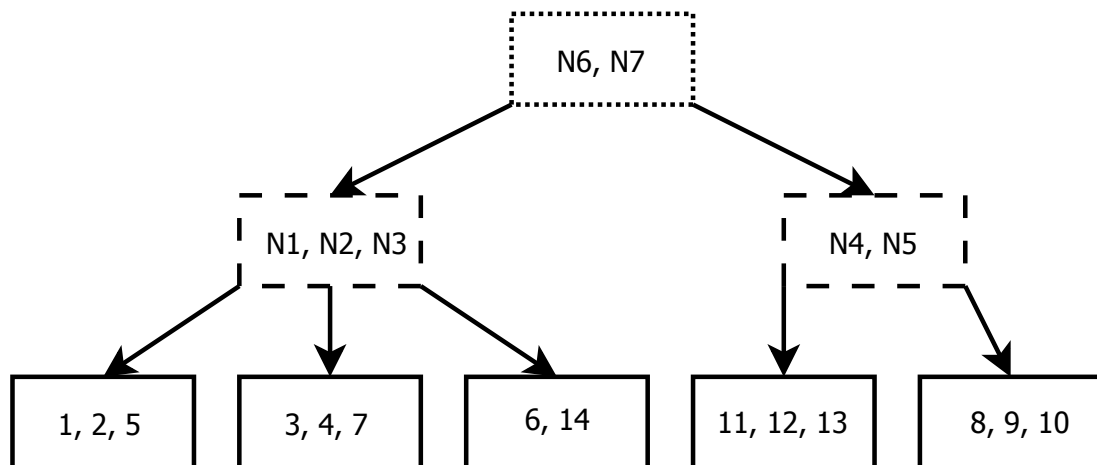 N6, N7
N1, N2, N3
N4, N5
1, 2, 5
3, 4, 7
6, 14
11, 12, 13
8, 9, 10